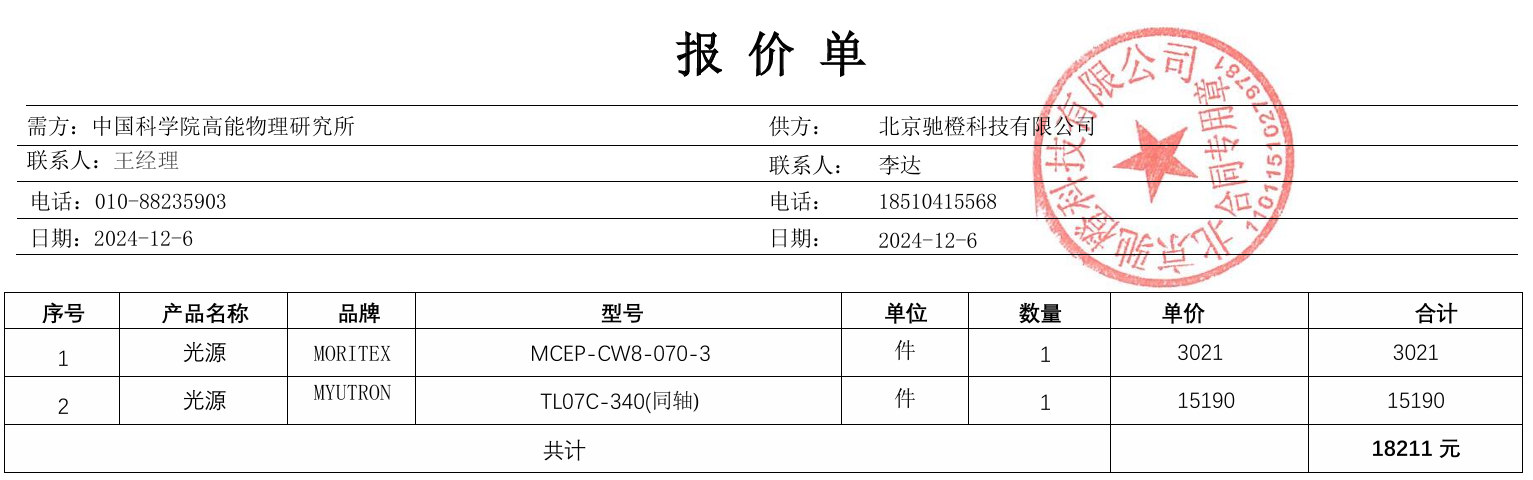 报价单
需方：中国科学院高能物理研究所 供方： 北京驰橙科技有限公司
联系人：王经理 联系人： 李达
电话：010-88235903 电话： 18510415568
日期：2024-12-6 日期： 2024-12-6
北京驰橙科技有限公司
合同专用章
1101151027978​1
序号 产品名称 品牌 型号 单位 数量 单价 合计
1 光源 MORITEX MCEP-CW8-070-3 件 1 3021 3021
2 光源 MYUTRON TL07C-340(同轴) 件 1 15190 15190
共计 18211 元